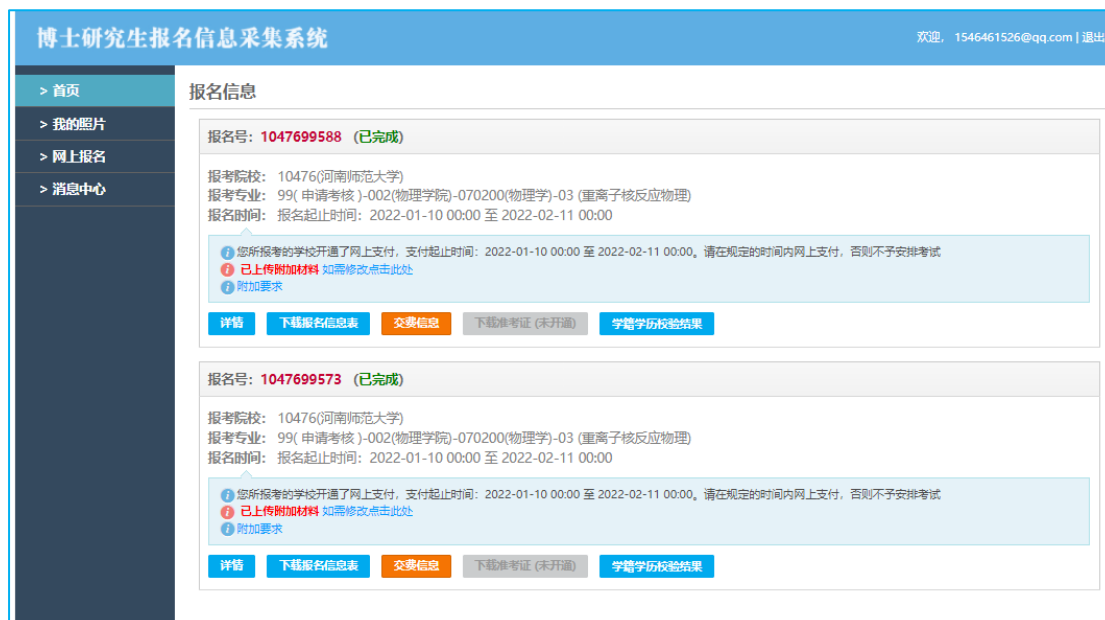 博士研究生报名信息采集系统
欢迎, 1546461526@qq.com | 退出
> 首页
> 我的照片
> 网上报名
> 消息中心
报名信息
报名号：1047699588 (已完成)
报考院校： 10476(河南师范大学)
报考专业： 99( 申请考核 )-002(物理学院)-070200(物理学)-03 (重离子核反应物理)
报名时间： 报名起止时间：2022-01-10 00:00 至 2022-02-11 00:00
您所报考的学校开通了网上支付，支付起止时间：2022-01-10 00:00 至 2022-02-11 00:00。请在规定的时间内网上支付，否则不予安排考试
已上传附加材料 如需修改点击此处
附加要求
详情 下载报名信息表 交费信息 下载准考证 (未开通) 学籍学历校验结果
报名号：1047699573 (已完成)
报考院校： 10476(河南师范大学)
报考专业： 99( 申请考核 )-002(物理学院)-070200(物理学)-03 (重离子核反应物理)
报名时间： 报名起止时间：2022-01-10 00:00 至 2022-02-11 00:00
您所报考的学校开通了网上支付，支付起止时间：2022-01-10 00:00 至 2022-02-11 00:00。请在规定的时间内网上支付，否则不予安排考试
已上传附加材料 如需修改点击此处
附加要求
详情 下载报名信息表 交费信息 下载准考证 (未开通) 学籍学历校验结果